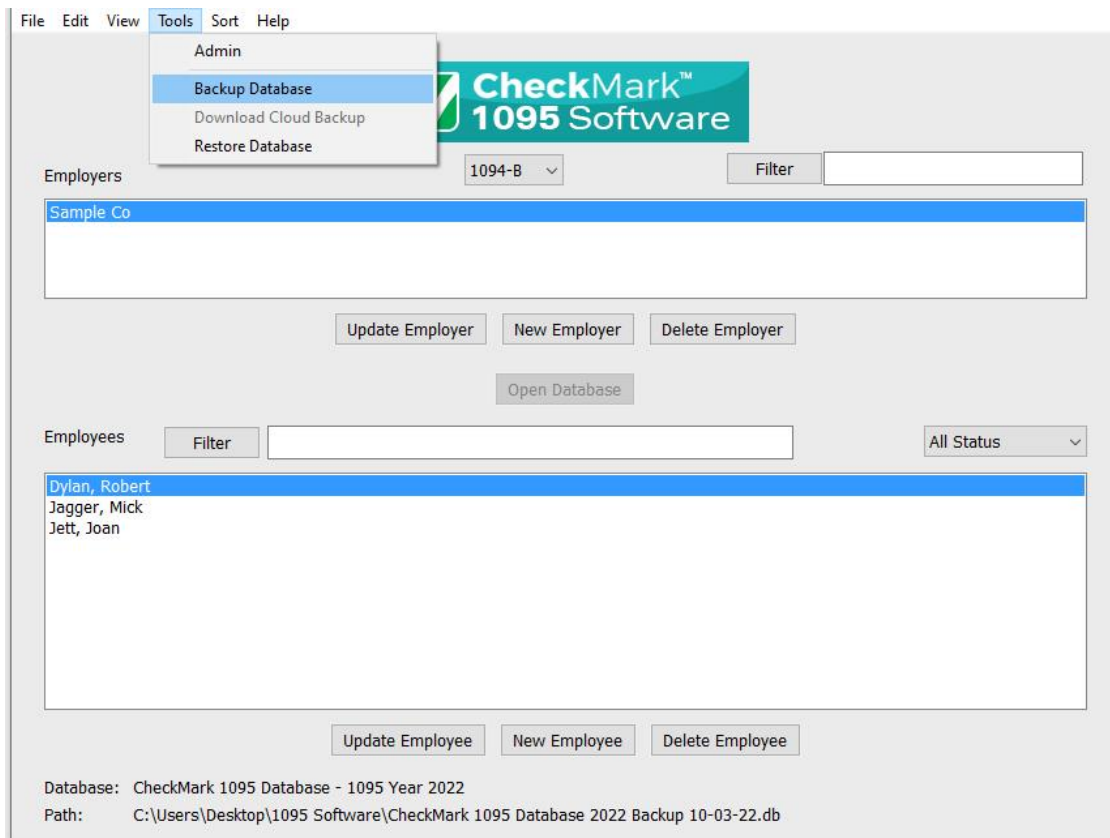 File Edit View Tools Sort Help
Admin
Backup Database
Download Cloud Backup
Restore Database
CheckMark™
1095 Software
Employers
1094-B
Filter
Sample Co
Update Employer New Employer Delete Employer
Open Database
Employees Filter All Status
Dylan, Robert
Jagger, Mick
Jett, Joan
Update Employee New Employee Delete Employee
Database: CheckMark 1095 Database - 1095 Year 2022
Path: C:\Users\Desktop\1095 Software\CheckMark 1095 Database 2022 Backup 10-03-22.db